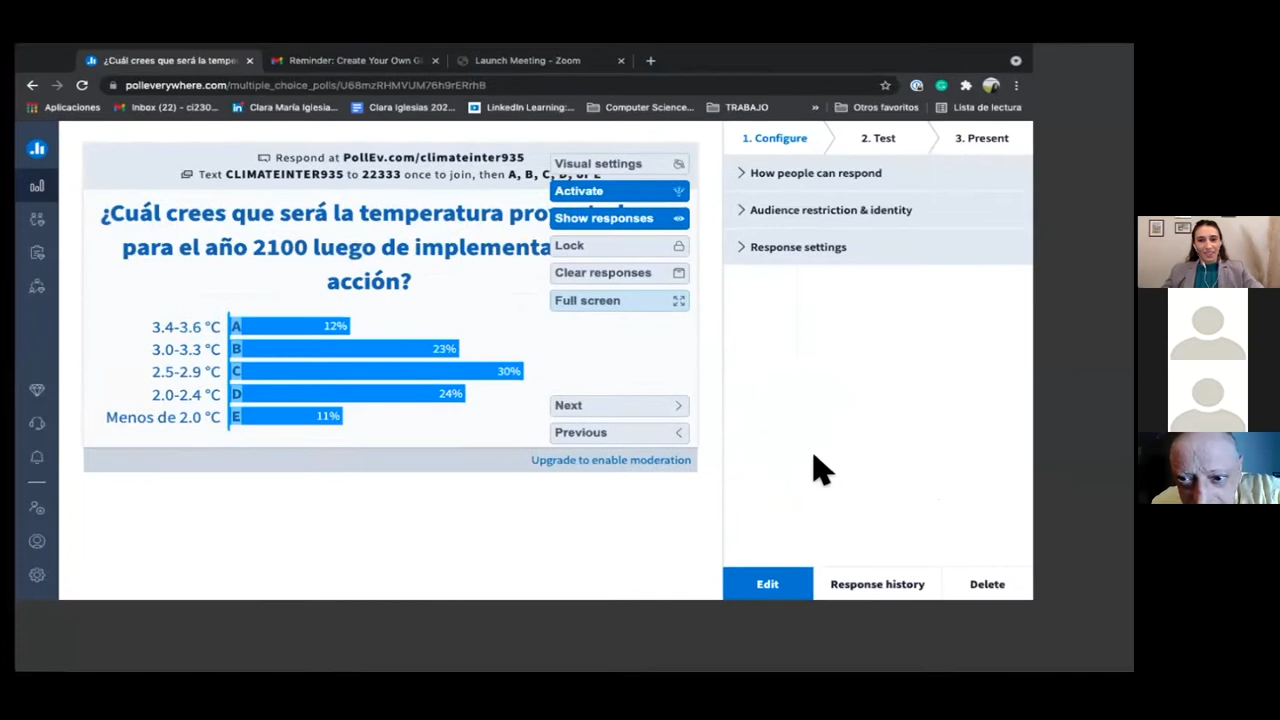 ¿Cuál crees que será la tempe
Reminder: Create Your Own G
Launch Meeting - Zoom
polleverywhere.com/multiple_choice_polls/U68mzRHMVUM76h9rERrhB
Aplicaciones
Inbox (22) – ci230...
Clara María Iglesia...
Clara Iglesias 202...
LinkedIn Learning:...
Computer Science...
TRABAJO
»
Otros favoritos
Lista de lectura
Respond at PollEv.com/climateinter935
Text CLIMATEINTER935 to 22333 once to join, then A, B, C, D, or E
¿Cuál crees que será la temperatura
para el año 2100 luego de implementa
acción?
3.4-3.6 °C A 12%
3.0-3.3 °C B 23%
2.5-2.9 °C C 30%
2.0-2.4 °C D 24%
Menos de 2.0 °C E 11%
Visual settings
Activate
Show responses
Lock
Clear responses
Full screen
Next
Previous
Upgrade to enable moderation
1. Configure
2. Test
3. Present
How people can respond
Audience restriction & identity
Response settings
Edit
Response history
Delete